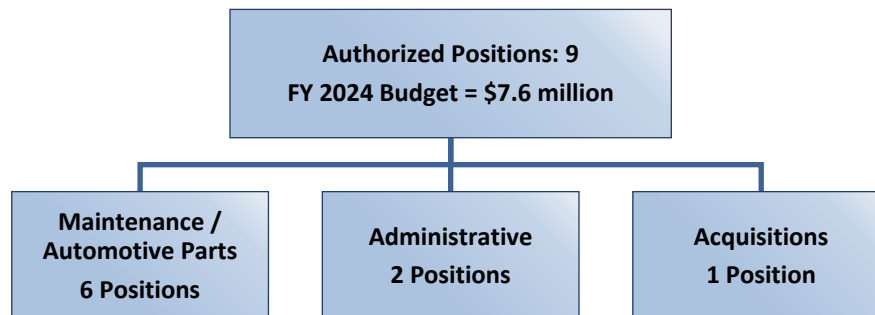 Authorized Positions: 9
FY 2024 Budget = $7.6 million
Maintenance /
Automotive Parts
6 Positions
Administrative
2 Positions
Acquisitions
1 Position